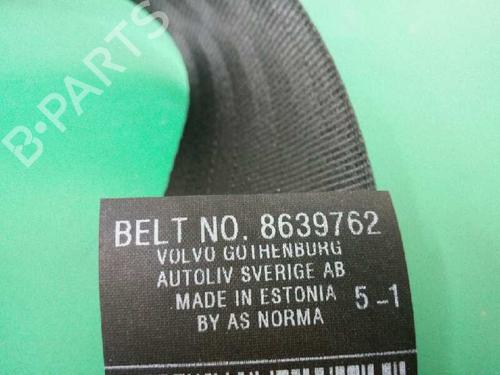 B-PARTS
BELT NO. 8639762
VOLVO GOTHENBURG
AUTOLIV SVERIGE AB
MADE IN ESTONIA 5-1
BY AS NORMA